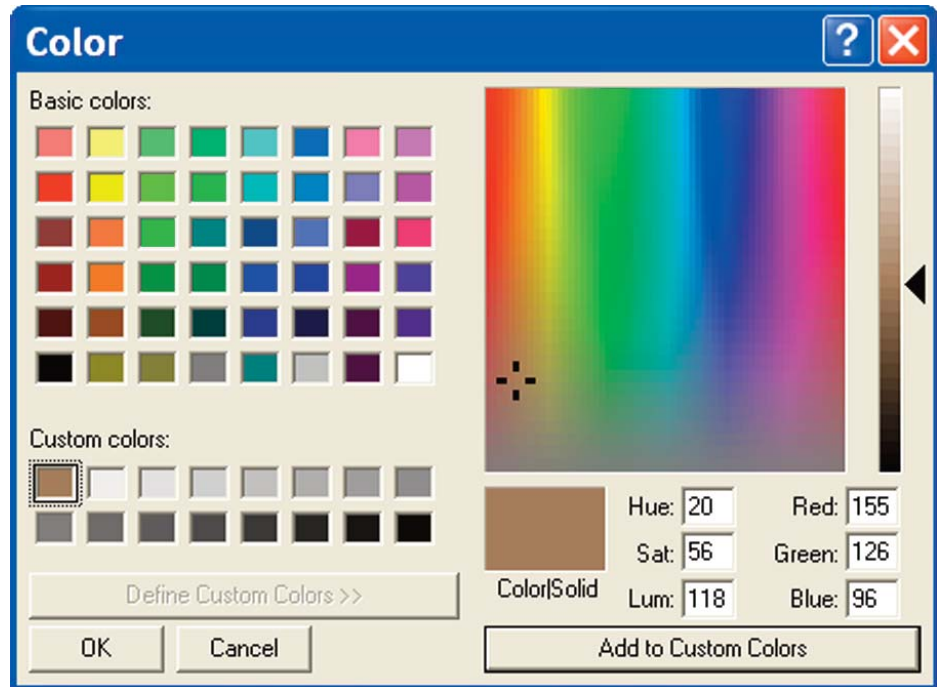 Color
Basic colors:
Custom colors:
Define Custom Colors >>
OK Cancel
Color|Solid
Hue: 20 Red: 155
Sat: 56 Green: 126
Lum: 118 Blue: 96
Add to Custom Colors